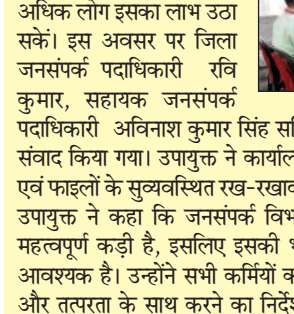 अधिक लोग इसका लाभ उठा
सकें। इस अवसर पर जिला
जनसंपर्क पदाधिकारी रवि
कुमार, सहायक जनसंपर्क
पदाधिकारी अविनाश कुमार सिंह
संवाद किया गया। उपायुक्त ने
एवं फाइलों के सुव्यवस्थित
उपायुक्त ने कहा कि जनसंपर्क
महत्वपूर्ण कड़ी है, इसलिए इसकी
आवश्यक है। उन्होंने सभी कर्मियों
और तत्परता के साथ करने का